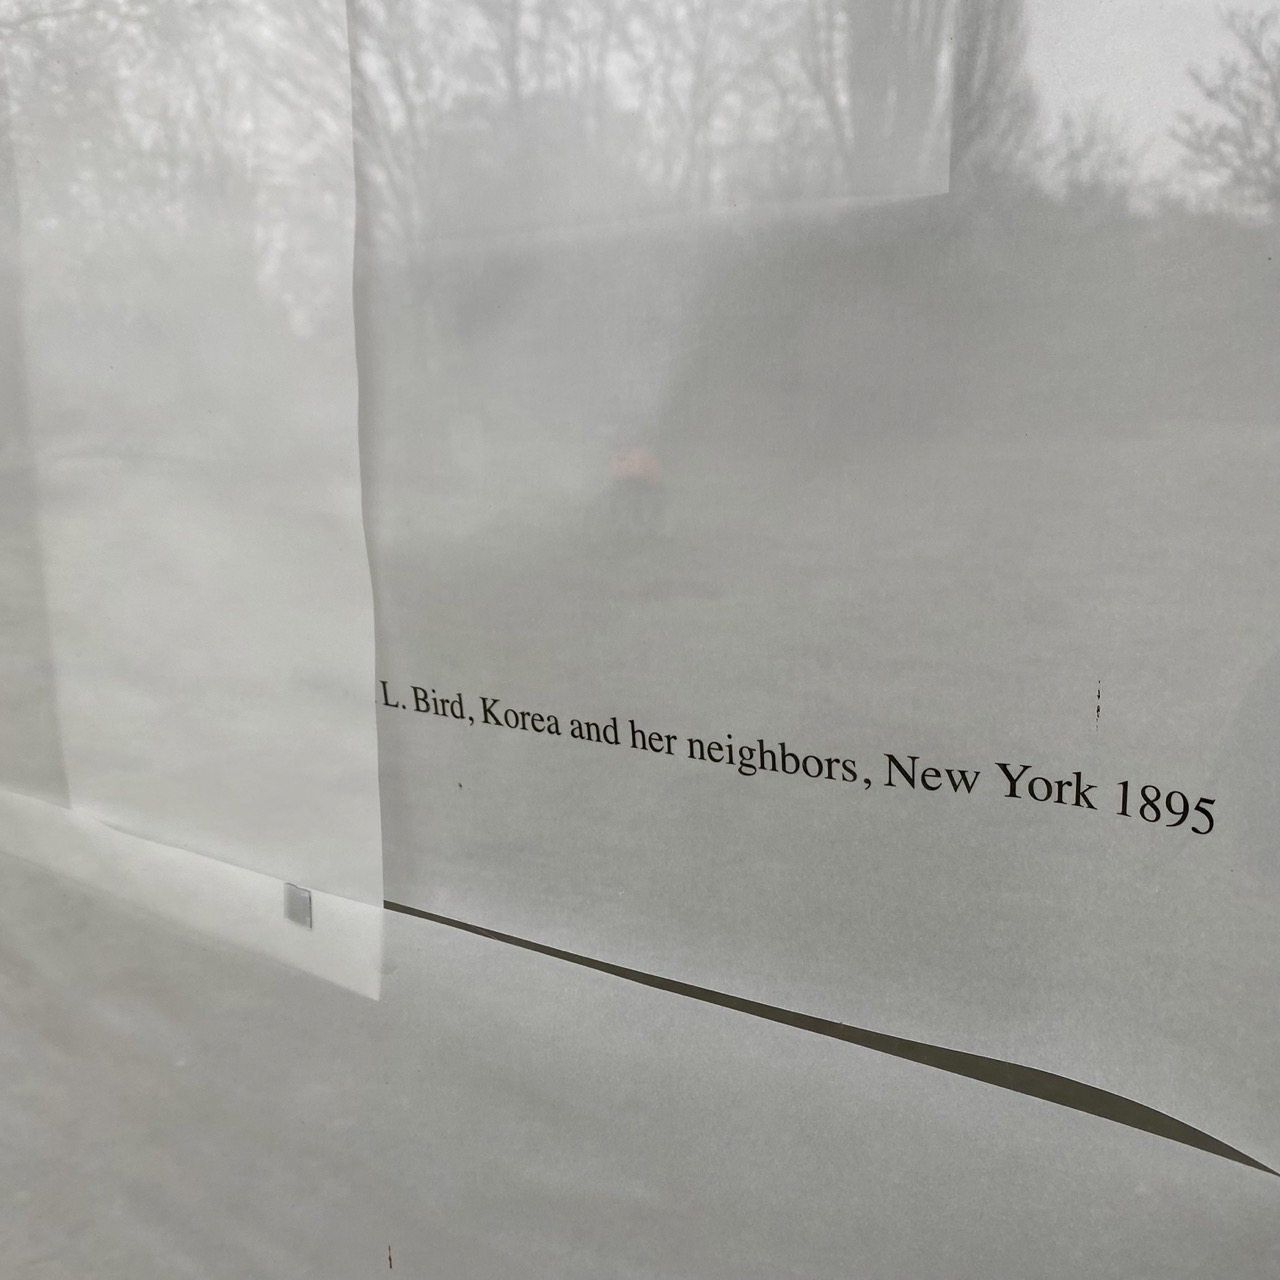 L. Bird, Korea and her neighbors, New York 1895